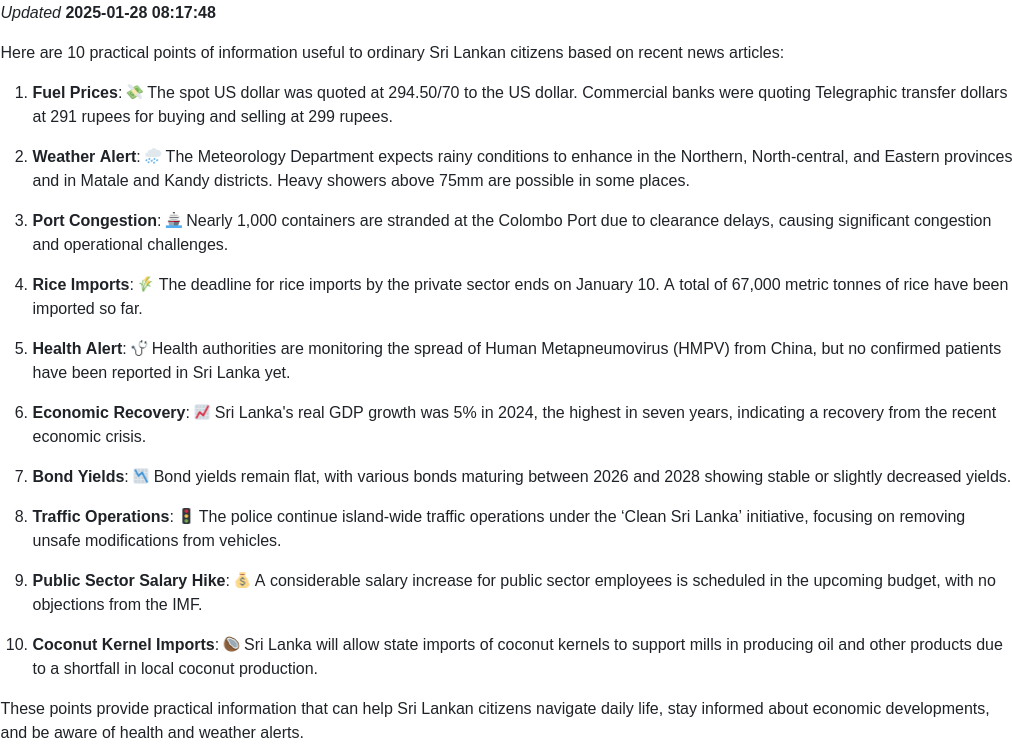 Updated 2025-01-28 08:17:48
Here are 10 practical points of information useful to ordinary Sri Lankan citizens based on recent news articles:
1. Fuel Prices: 💸 The spot US dollar was quoted at 294.50/70 to the US dollar. Commercial banks were quoting Telegraphic transfer dollars
at 291 rupees for buying and selling at 299 rupees.
2. Weather Alert: 🌧️ The Meteorology Department expects rainy conditions to enhance in the Northern, North-central, and Eastern provinces
and in Matale and Kandy districts. Heavy showers above 75mm are possible in some places.
3. Port Congestion: 🚢 Nearly 1,000 containers are stranded at the Colombo Port due to clearance delays, causing significant congestion
and operational challenges.
4. Rice Imports: 🌾 The deadline for rice imports by the private sector ends on January 10. A total of 67,000 metric tonnes of rice have been
imported so far.
5. Health Alert: 🩺 Health authorities are monitoring the spread of Human Metapneumovirus (HMPV) from China, but no confirmed patients
have been reported in Sri Lanka yet.
6. Economic Recovery: 📈 Sri Lanka's real GDP growth was 5% in 2024, the highest in seven years, indicating a recovery from the recent
economic crisis.
7. Bond Yields: 📉 Bond yields remain flat, with various bonds maturing between 2026 and 2028 showing stable or slightly decreased yields.
8. Traffic Operations: 🚦 The police continue island-wide traffic operations under the ‘Clean Sri Lanka’ initiative, focusing on removing
unsafe modifications from vehicles.
9. Public Sector Salary Hike: 💰 A considerable salary increase for public sector employees is scheduled in the upcoming budget, with no
objections from the IMF.
10. Coconut Kernel Imports: 🥥 Sri Lanka will allow state imports of coconut kernels to support mills in producing oil and other products due
to a shortfall in local coconut production.
These points provide practical information that can help Sri Lankan citizens navigate daily life, stay informed about economic developments,
and be aware of health and weather alerts.